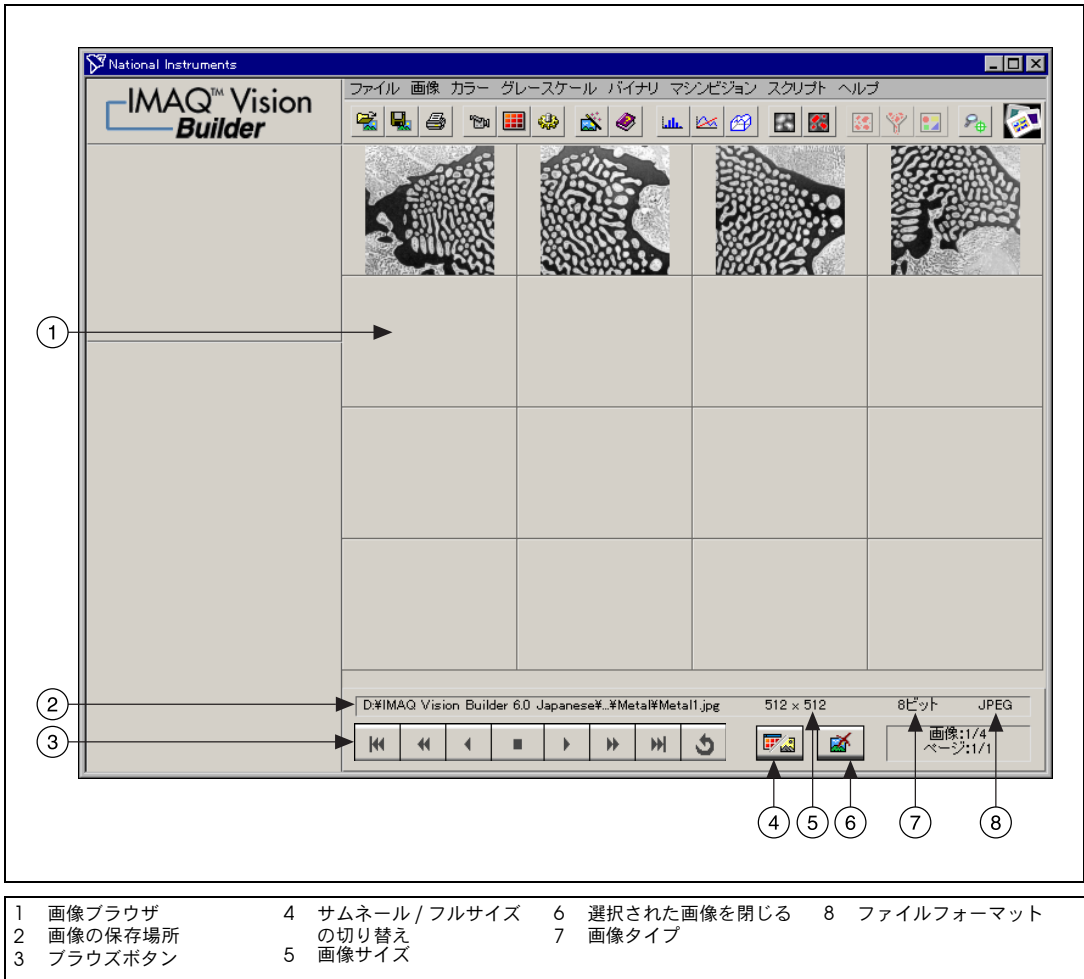 National Instruments
IMAQ™ Vision
Builder
ファイル 画像 カラー グレースケール バイナリ マシンビジョン スクリプト ヘルプ
1
2
D:¥IMAQ Vision Builder 6.0 Japanese¥...¥Metal¥Metal1.jpg 512 × 512 8ビット JPEG
3
画像:1/4
ページ:1/1
4 5 6 7 8
1 画像ブラウザ
2 画像の保存場所
3 ブラウズボタン
4 サムネール / フルサイズ
の切り替え
5 画像サイズ
6 選択された画像を閉じる
7 画像タイプ
8 ファイルフォーマット